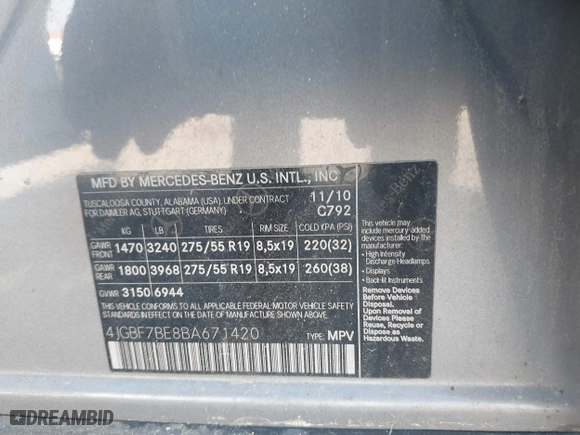 MFD BY MERCEDES-BENZ U.S. INTL., INC
TUSCALOOSA COUNTY, ALABAMA (USA) UNDER CONTRACT
FOR DAIMLER AG, STUTTGART (GERMANY)
11/10
C792
KG LB TIRES RIM SIZE COLD KPA (PSI)
GAWR FRONT 1470 3240 275/55 R19 8,5x19 220(32)
GAWR REAR 1800 3968 275/55 R19 8,5x19 260(38)
GVWR 3150 6944
THIS VEHICLE CONFORMS TO ALL APPLICABLE FEDERAL
STANDARDS IN EFFECT ON THE DATE OF MANUFACTURE SHOWN ABOVE.
4JGBF7BE8BA671420 TYPE: MPV
This vehicle may
incorporate mercury
added devices installed
by the manufacturer:
• High Intensity
Discharge Headlamps
• Displays
• Back-lit Instruments
Remove Devices
Before Vehicle Disposal
Upon Removal of
Devices Please Reuse,
Recycle or Dispose as
Hazardous Waste.
Mercedes-Benz
DREAMBID